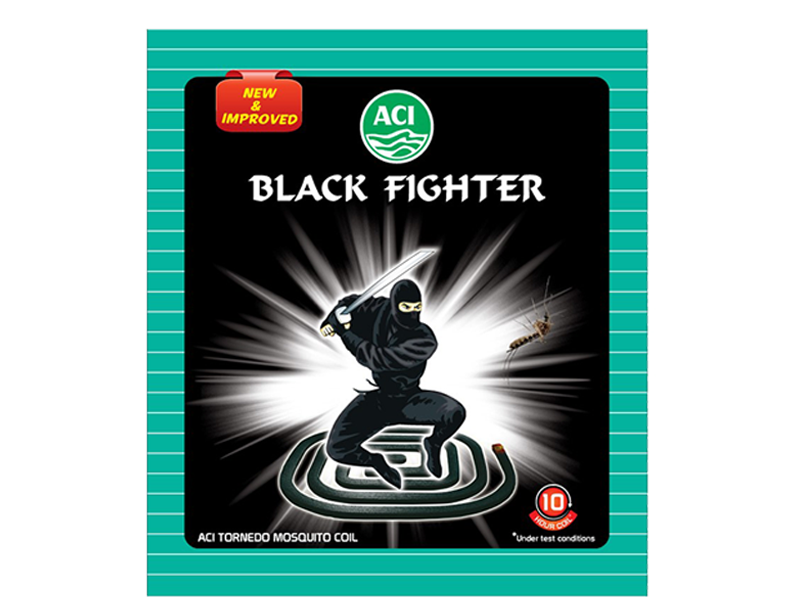 NEW
&
IMPROVED
ACI
BLACK FIGHTER
10
HOUR COIL*
ACI TORNEDO MOSQUITO COIL
*Under test conditions